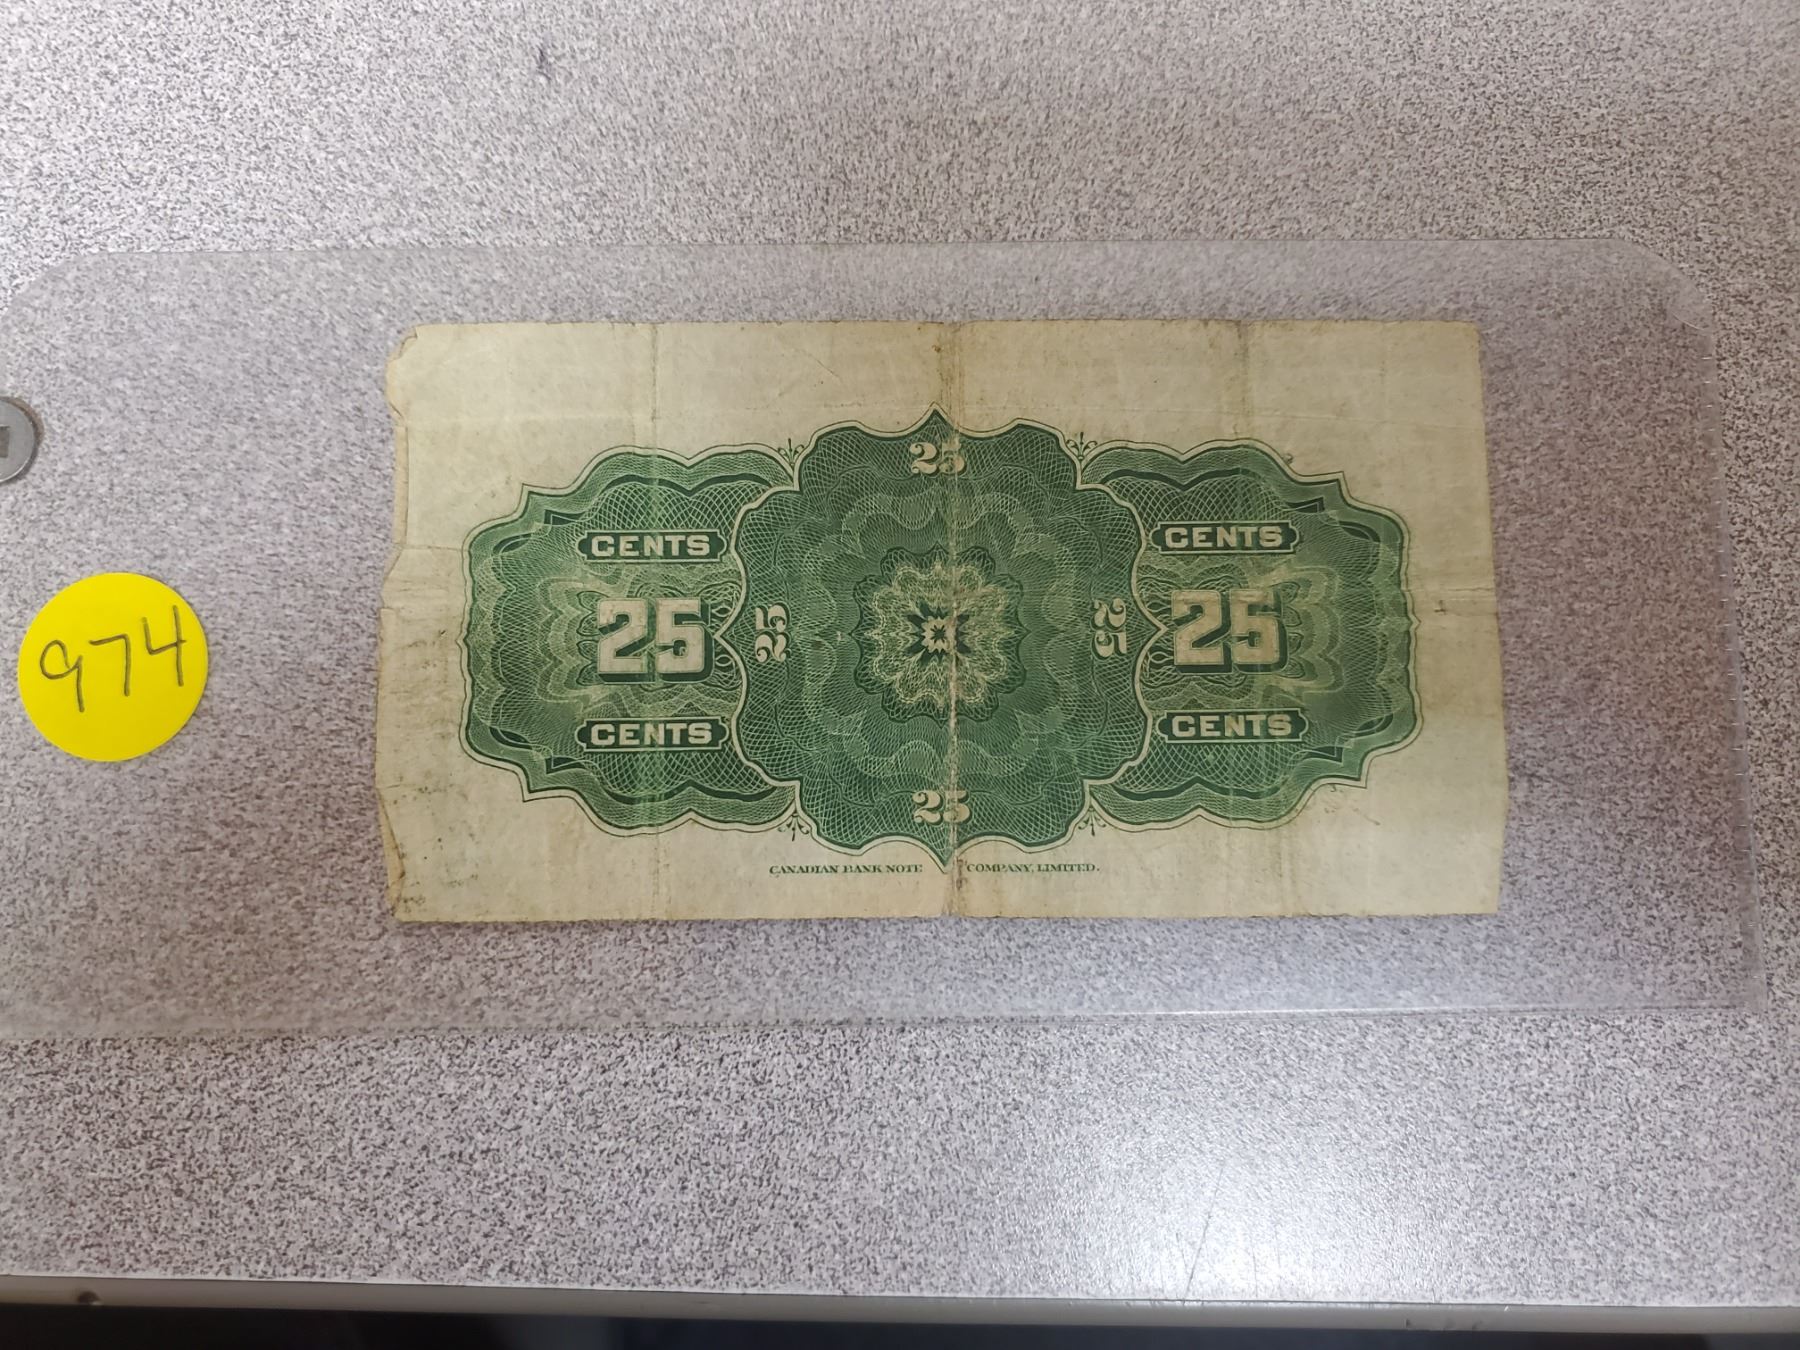 25
CENTS CENTS
25 25 25 25
CENTS CENTS
25
CANADIAN BANK NOTE COMPANY, LIMITED.
974